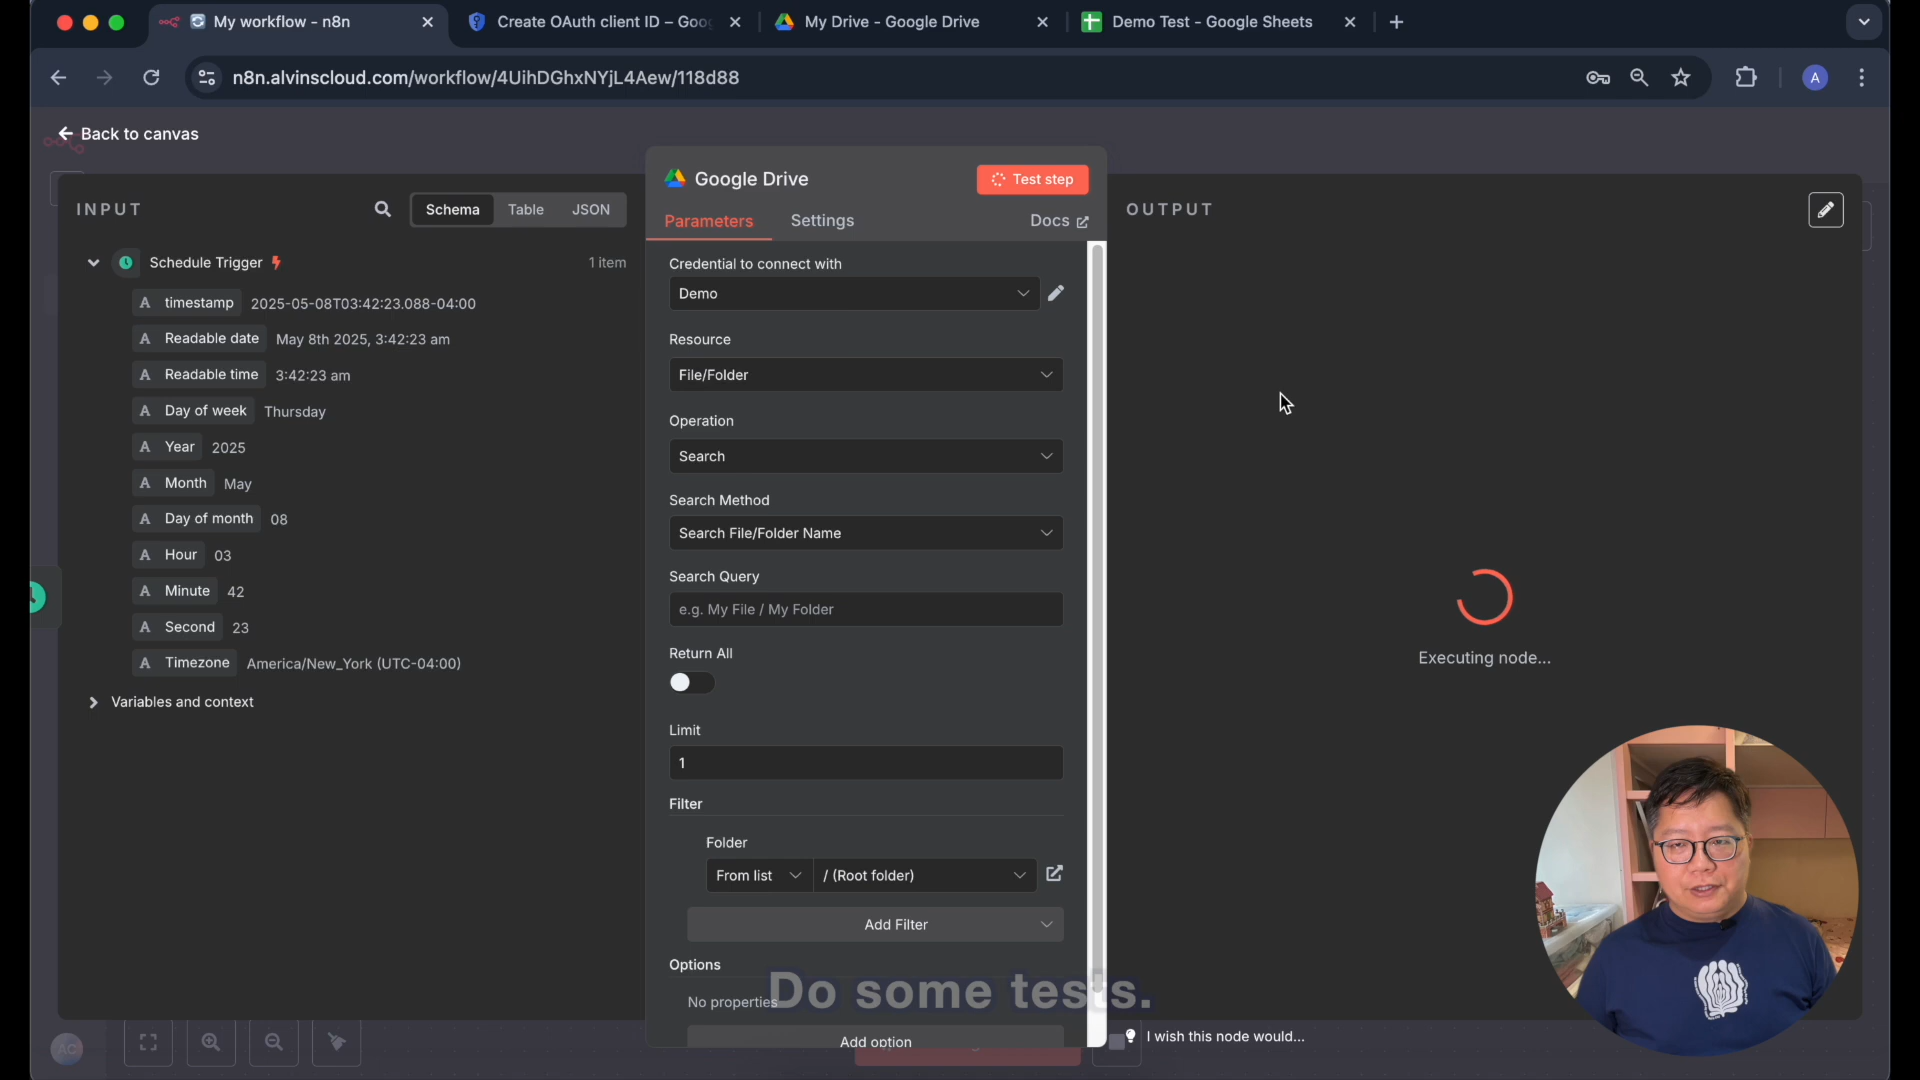 My workflow - n8n
Create OAuth client ID – Goo
My Drive - Google Drive
Demo Test - Google Sheets
n8n.alvinscloud.com/workflow/4UihDGhxNYjL4Aew/118d88
A
Back to canvas
INPUT
Schema
Table
JSON
Schedule Trigger
1 item
A timestamp 2025-05-08T03:42:23.088-04:00
A Readable date May 8th 2025, 3:42:23 am
A Readable time 3:42:23 am
A Day of week Thursday
A Year 2025
A Month May
A Day of month 08
A Hour 03
A Minute 42
A Second 23
A Timezone America/New_York (UTC-04:00)
Variables and context
Google Drive
Test step
Parameters
Settings
Docs
Credential to connect with
Demo
Resource
File/Folder
Operation
Search
Search Method
Search File/Folder Name
Search Query
e.g. My File / My Folder
Return All
Limit
1
Filter
Folder
From list
/ (Root folder)
Add Filter
Options
No properties
Add option
OUTPUT
Executing node...
Do some tests.
I wish this node would...
AC